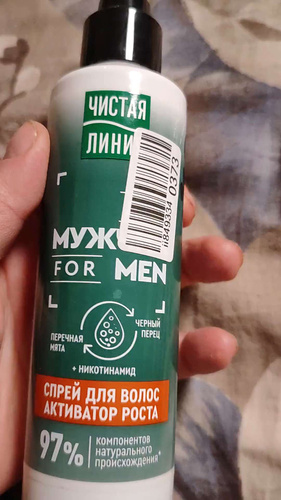 ЧИСТАЯ
ЛИНИ
ii849334 0373
МУЖ
FOR MEN
ПЕРЕЧНАЯ
МЯТА
ЧЕРНЫЙ
ПЕРЕЦ
+ НИКОТИНАМИД
СПРЕЙ ДЛЯ ВОЛОС
АКТИВАТОР РОСТА
97% компонентов
натурального
происхождения*